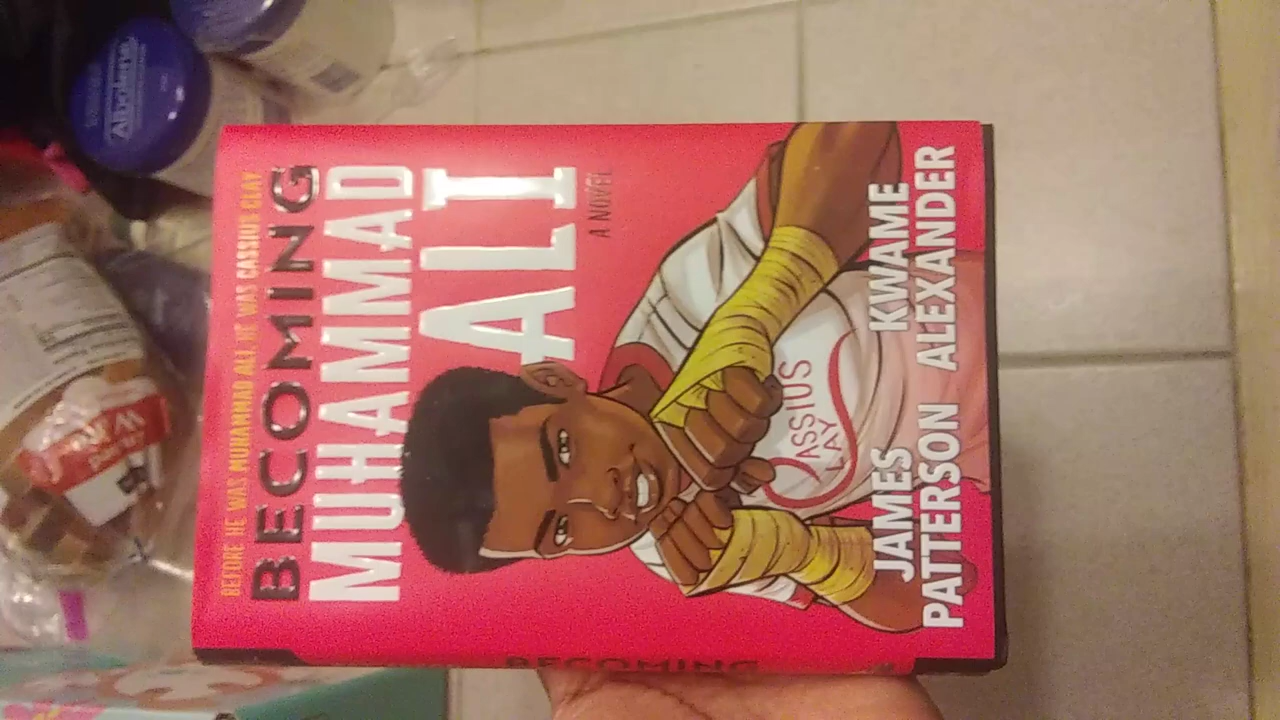 BEFORE HE WAS MUHAMMAD ALI, HE WAS CASSIUS CLAY
BECOMING
MUHAMMAD
ALI
A NOVEL
CASSIUS
CLAY
JAMES
PATTERSON
KWAME
ALEXANDER
BECOMING
Albolene